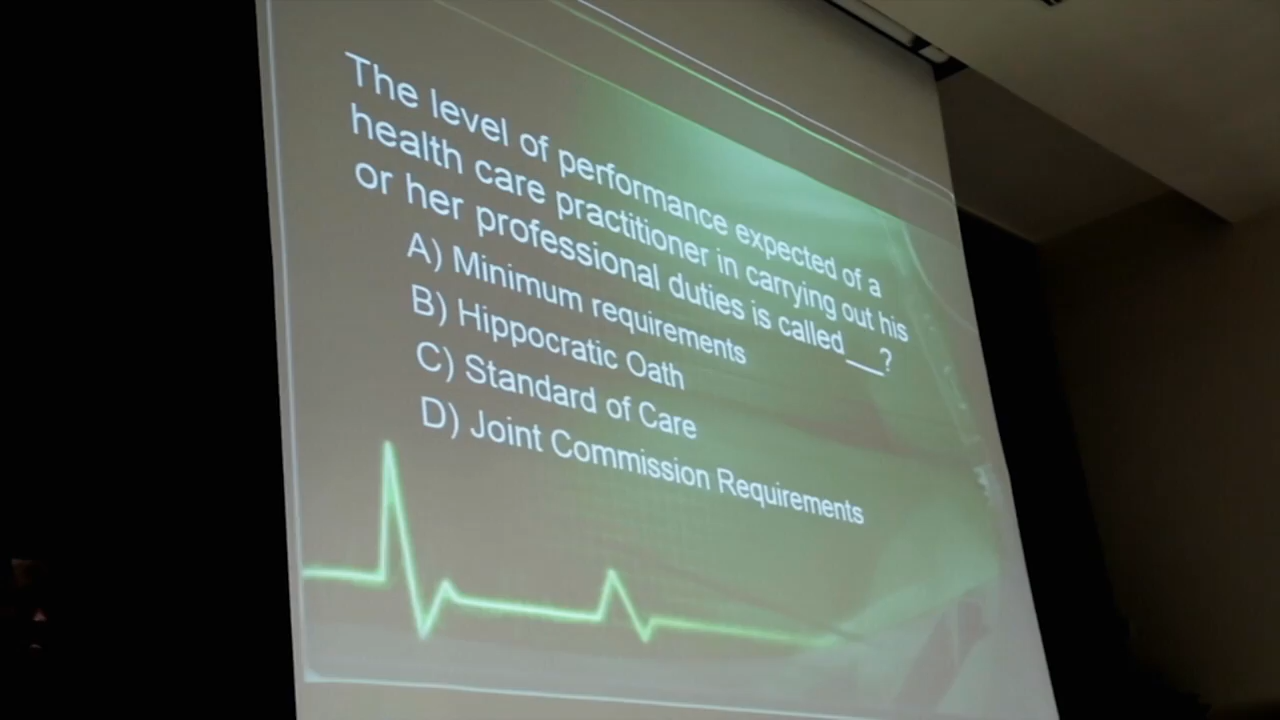 The level of performance expected of a
health care practitioner in carrying out his
or her professional duties is called___?
A) Minimum requirements
B) Hippocratic Oath
C) Standard of Care
D) Joint Commission Requirements